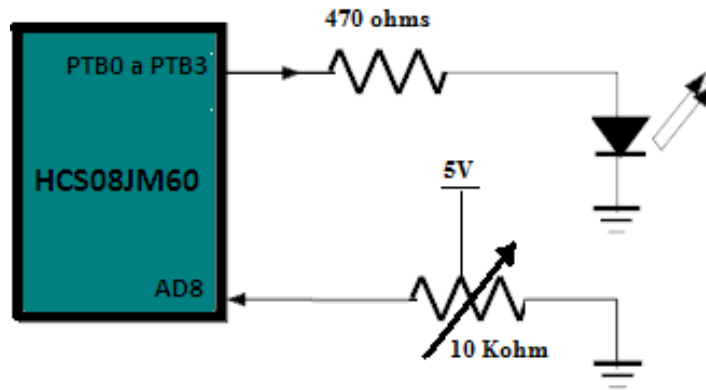 470 ohms
PTB0 a PTB3
HCS08JM60
5V
AD8
10 Kohm